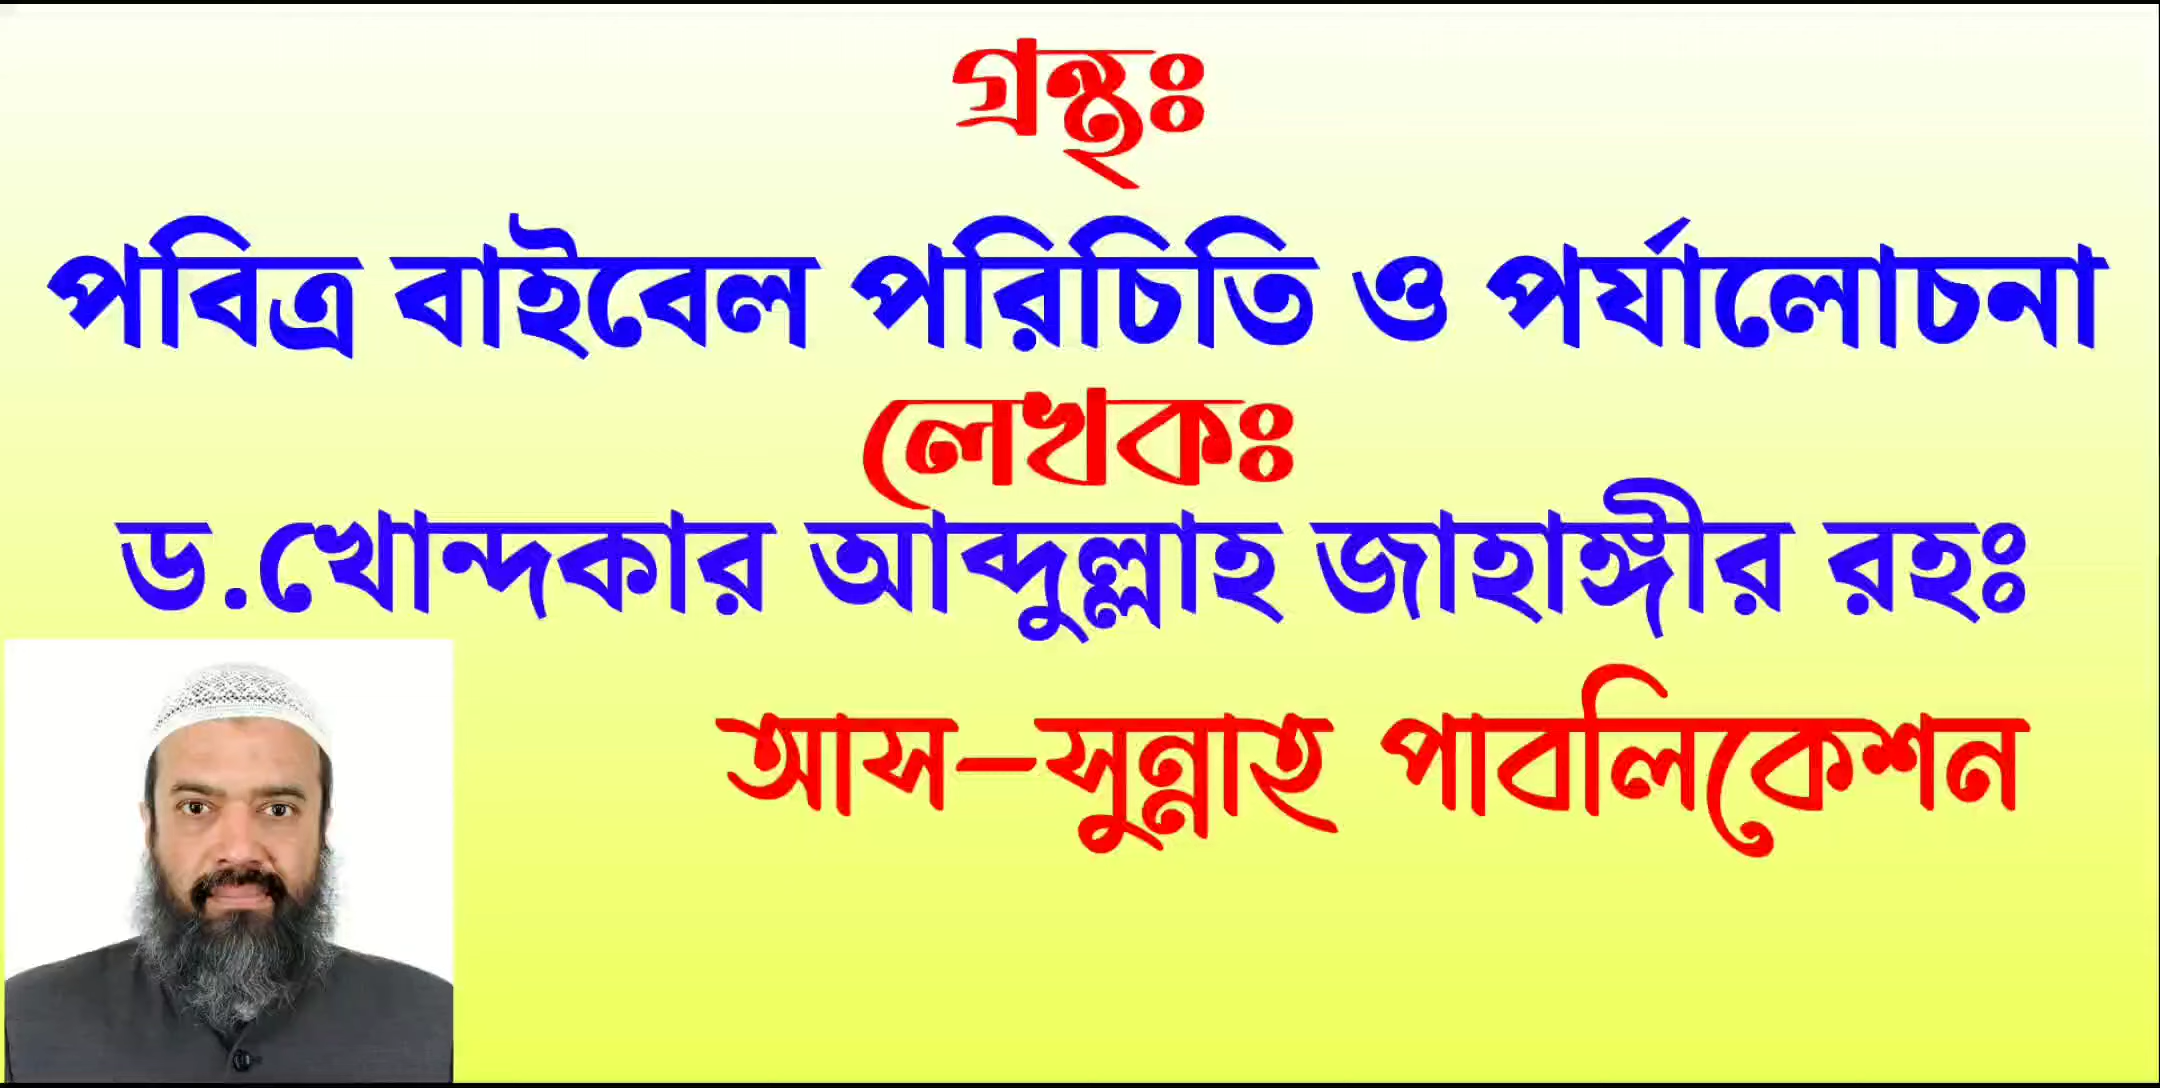 গ্রন্থঃ
পবিত্র বাইবেল পরিচিতি ও পর্যালোচনা
লেখকঃ
ড.খোন্দকার আব্দুল্লাহ জাহাঙ্গীর রহঃ
আস-সুন্নাহ পাবলিকেশন